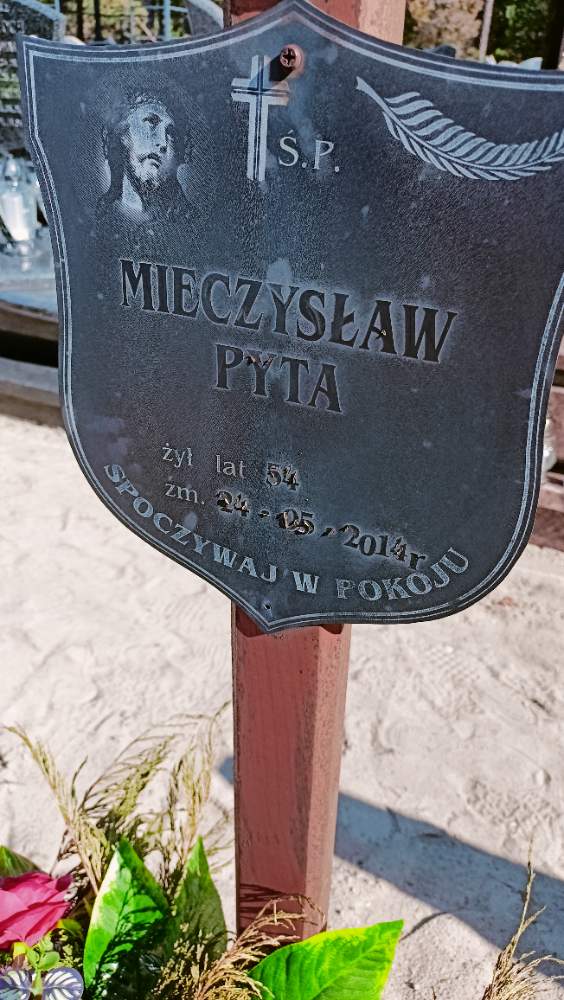 Ś.P.
MIECZYSŁAW
PYTA
żył lat 54
zm. 24-05-2014r
SPOCZYWAJ W POKOJU